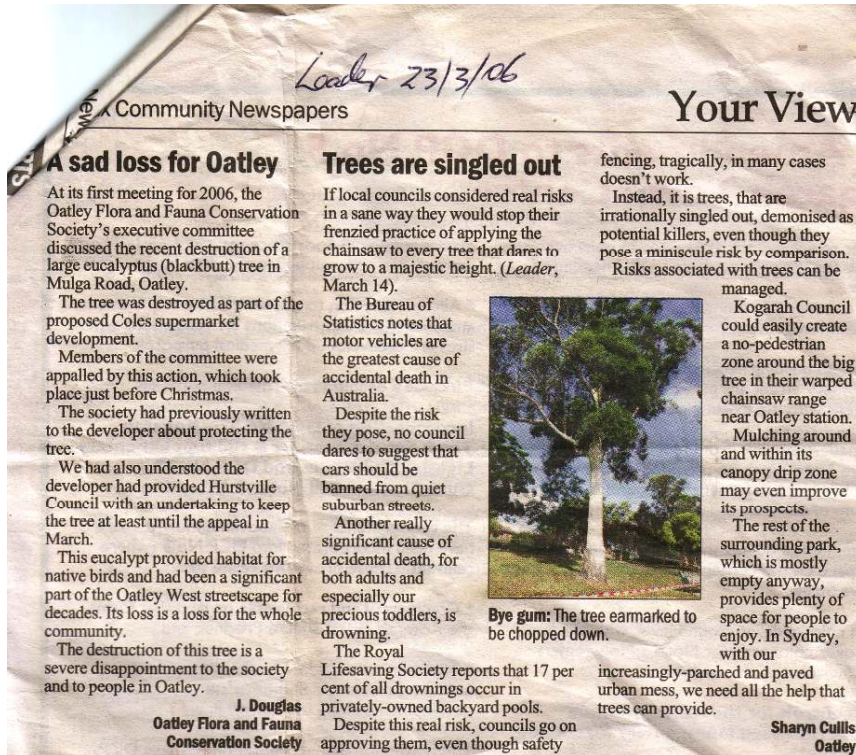 Leader 23/3/06
Community Newspapers
Your View
A sad loss for Oatley
At its first meeting for 2006, the
Oatley Flora and Fauna Conservation
Society's executive committee
discussed the recent destruction of a
large eucalyptus (blackbutt) tree in
Mulga Road, Oatley.
The tree was destroyed as part of the
proposed Coles supermarket
development.
Members of the committee were
appalled by this action, which took
place just before Christmas.
The society had previously written
to the developer about protecting the
tree.
We had also understood the
developer had provided Hurstville
Council with an undertaking to keep
the tree at least until the appeal in
March.
This eucalypt provided habitat for
native birds and had been a significant
part of the Oatley West streetscape for
decades. Its loss is a loss for the whole
community.
The destruction of this tree is a
severe disappointment to the society
and to people in Oatley.
J. Douglas
Oatley Flora and Fauna
Conservation Society
Trees are singled out
If local councils considered real risks
in a sane way they would stop their
frenzied practice of applying the
chainsaw to every tree that dares to
grow to a majestic height. (Leader,
March 14).
The Bureau of
Statistics notes that
motor vehicles are
the greatest cause of
accidental death in
Australia.
Despite the risk
they pose, no council
dares to suggest that
cars should be
banned from quiet
suburban streets.
Another really
significant cause of
accidental death, for
both adults and
especially our
precious toddlers, is
drowning.
The Royal
Lifesaving Society reports that 17 per
cent of all drownings occur in
privately-owned backyard pools.
Despite this real risk, councils go on
approving them, even though safety
fencing, tragically, in many cases
doesn't work.
Instead, it is trees, that are
irrationally singled out, demonised as
potential killers, even though they
pose a miniscule risk by comparison.
Risks associated with trees can be
managed.
Kogarah Council
could easily create
a no-pedestrian
zone around the big
tree in their warped
chainsaw range
near Oatley station.
Mulching around
and within its
canopy drip zone
may even improve
its prospects.
The rest of the
surrounding park,
which is mostly
empty anyway,
provides plenty of
space for people to
enjoy. In Sydney,
with our
increasingly-parched and paved
urban mess, we need all the help that
trees can provide.
Sharyn Cullis
Oatley
Bye gum: The tree earmarked to
be chopped down.